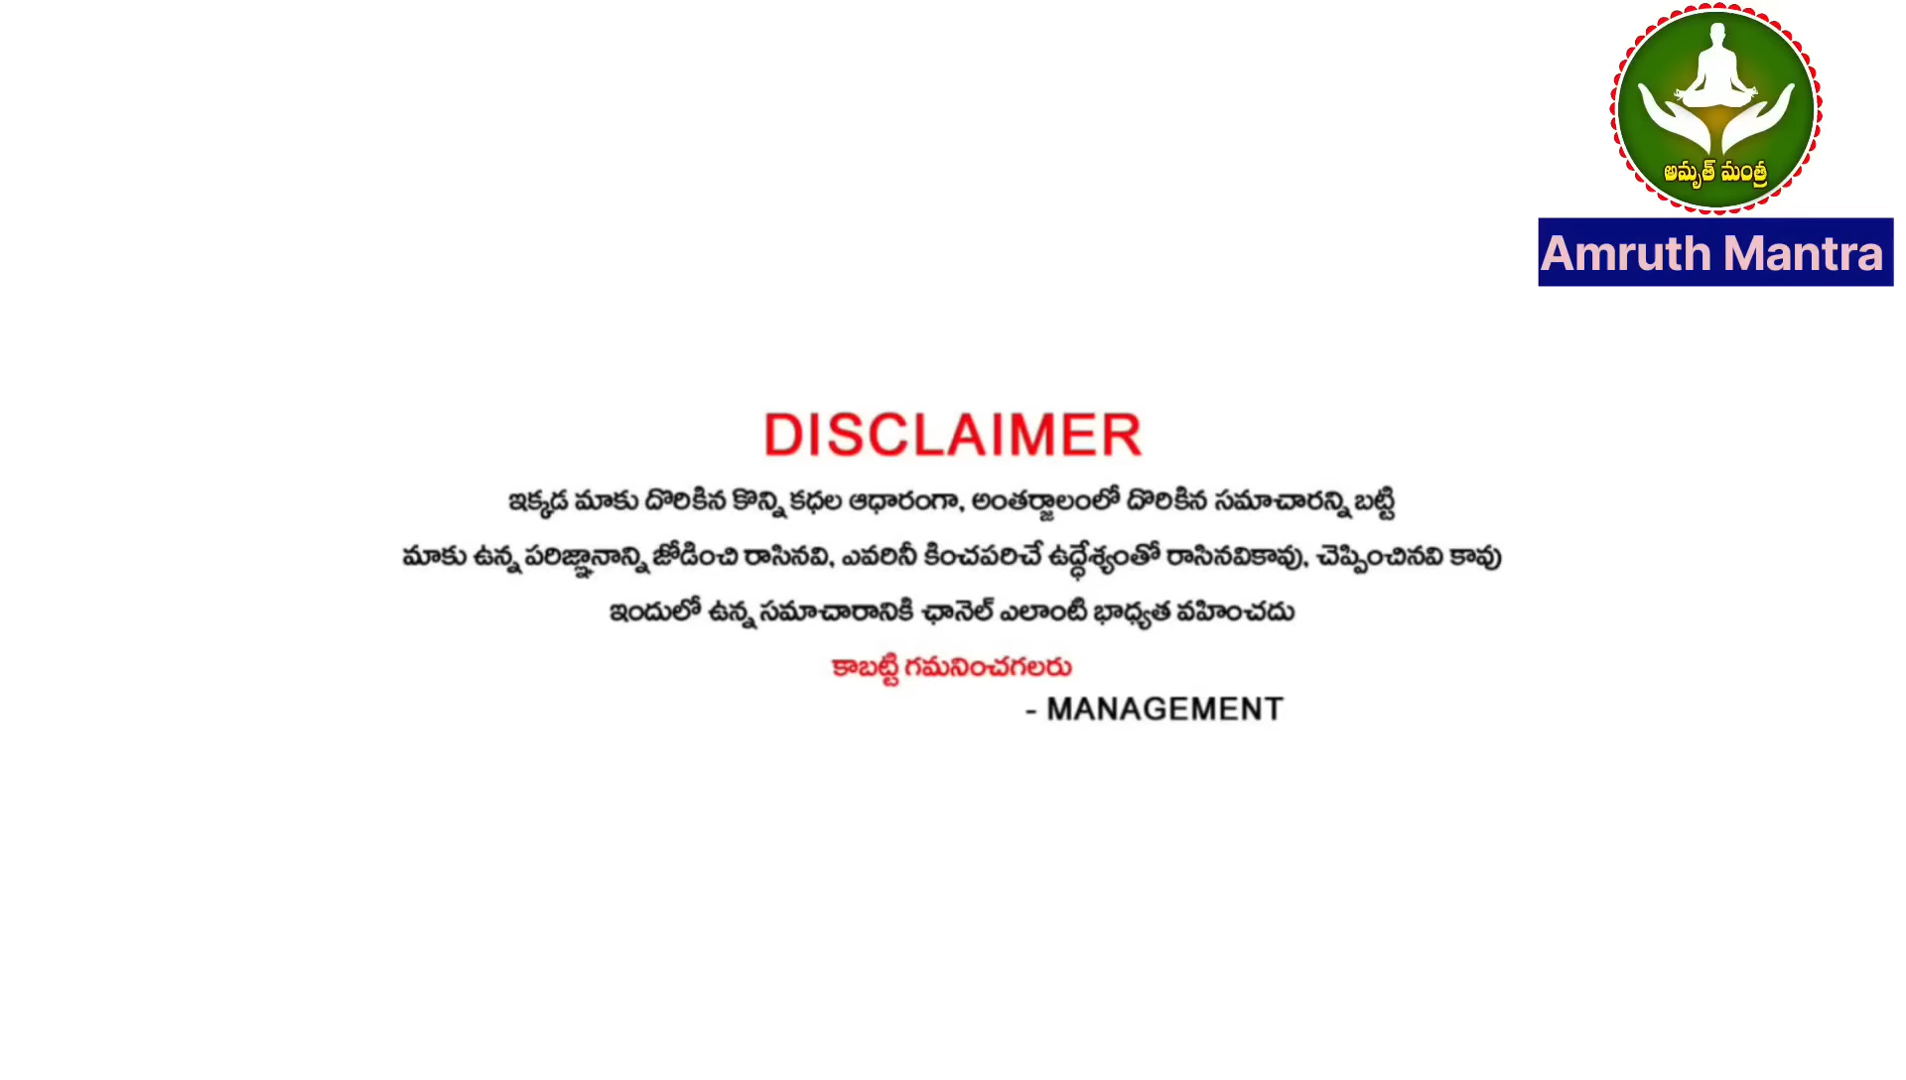 అమృత్ మంత్ర
Amruth Mantra
DISCLAIMER
ఇక్కడ మాకు దొరికిన కొన్ని కధల ఆధారంగా, అంతర్జాలంలో దొరికిన సమాచారన్ని బట్టి
మాకు ఉన్న పరిజ్ఞానాన్ని జోడించి రాసినవి, ఎవరినీ కించపరిచే ఉద్ధేశ్యంతో రాసినవికావు, చెప్పించినవి కావు
ఇందులో ఉన్న సమాచారానికి ఛానెల్ ఎలాంటి భాధ్యత వహించదు
కాబట్టి గమనించగలరు
- MANAGEMENT